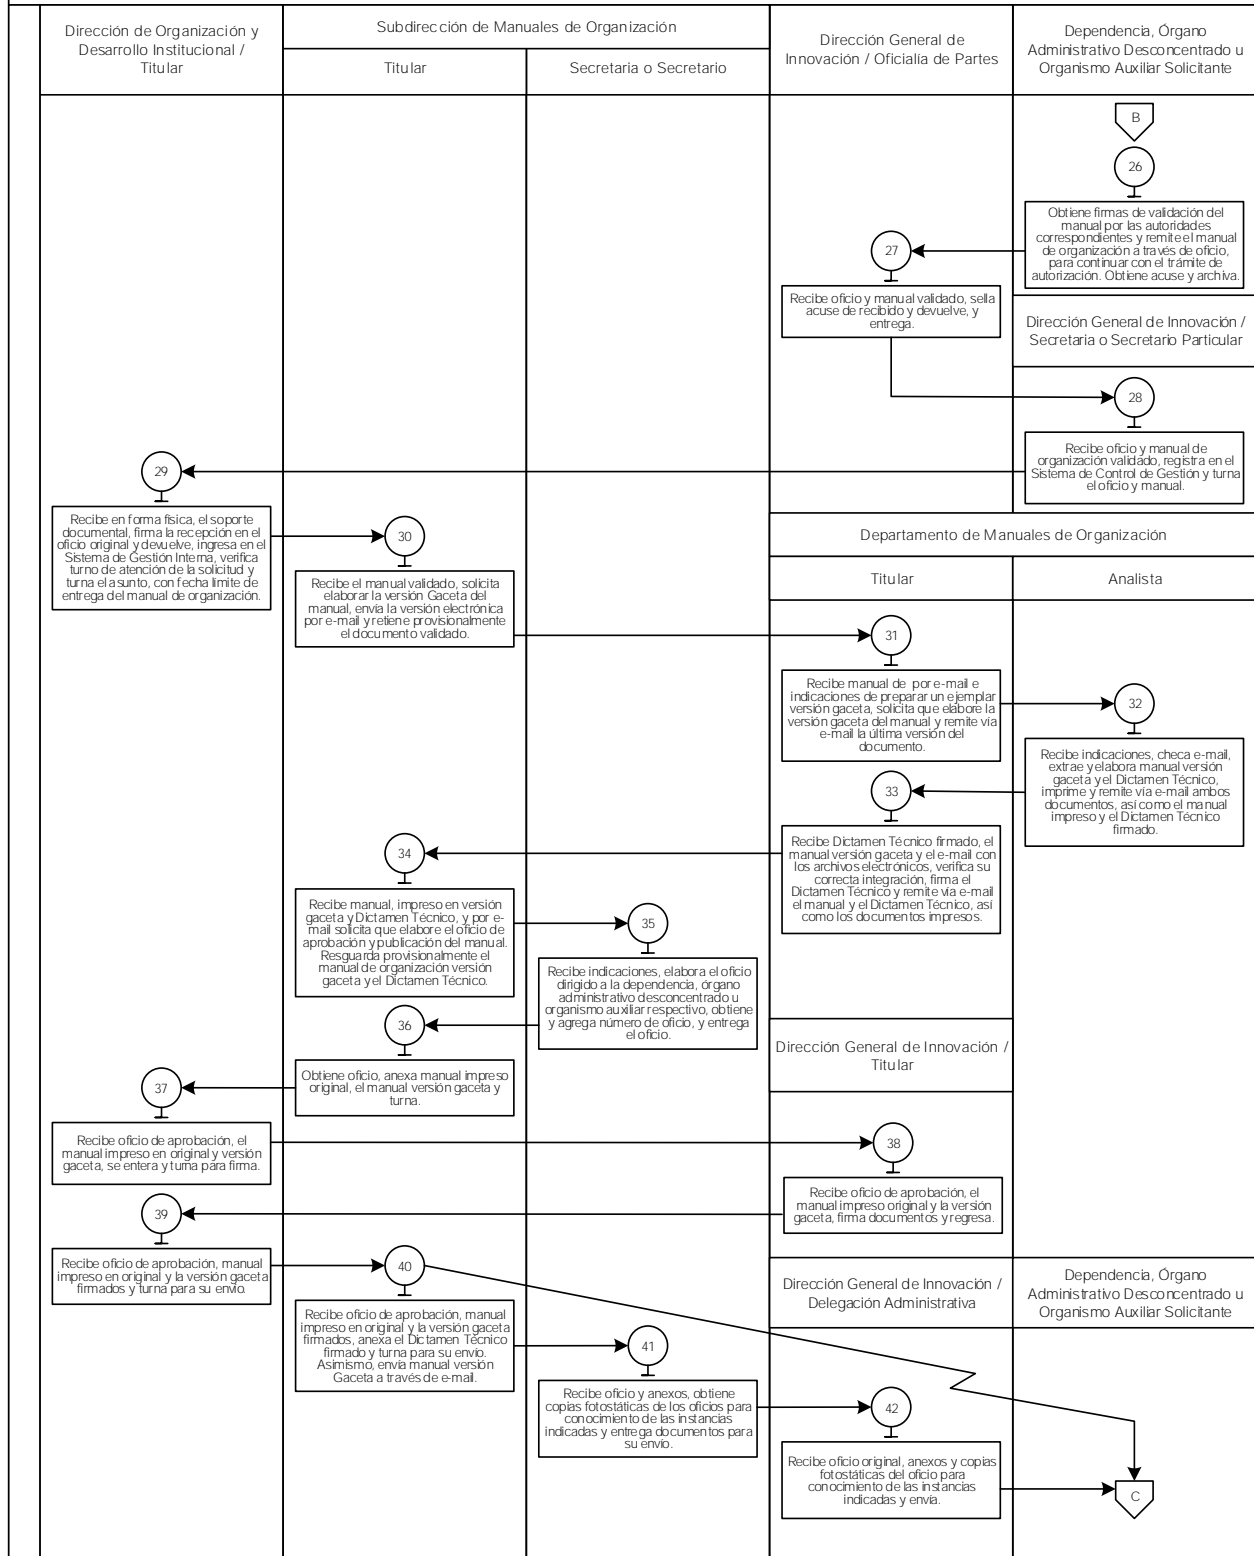 Dirección de Organización y
Desarrollo Institucional /
Titular
Subdirección de Manuales de Organización
Titular
Secretaria o Secretario
Dirección General de
Innovación / Oficialía de Partes
Dependencia, Órgano
Administrativo Desconcentrado u
Organismo Auxiliar Solicitante
B
26
Obtiene firmas de validación del
manual por las autoridades
correspondientes y remite el manual
de organización a través de oficio,
para continuar con el trámite de
autorización. Obtiene acuse y archiva.
27
Recibe oficio y manual validado, sella
acuse de recibido y devuelve, y
entrega.
Dirección General de Innovación /
Secretaria o Secretario Particular
28
Recibe oficio y manual de
organización validado, registra en el
Sistema de Control de Gestión y turna
el oficio y manual.
29
Recibe en forma física, el soporte
documental, firma la recepción en el
oficio original y devuelve, ingresa en el
Sistema de Gestión Interna, verifica
turno de atención de la solicitud y
turna el asunto, con fecha límite de
entrega del manual de organización.
30
Recibe el manual validado, solicita
elaborar la versión Gaceta del
manual, envía la versión electrónica
por e-mail y retiene provisionalmente
el documento validado.
Departamento de Manuales de Organización
Titular
Analista
31
Recibe manual de por e-mail e
indicaciones de preparar un ejemplar
versión gaceta, solicita que elabore la
versión gaceta del manual y remite vía
e-mail la última versión del
documento.
32
Recibe indicaciones, checa e-mail,
extrae y elabora manual versión
gaceta y el Dictamen Técnico,
imprime y remite vía e-mail ambos
documentos, así como el manual
impreso y el Dictamen Técnico
firmado.
33
Recibe Dictamen Técnico firmado, el
manual versión gaceta y el e-mail con
los archivos electrónicos, verifica su
correcta integración, firma el
Dictamen Técnico y remite vía e-mail
el manual y el Dictamen Técnico, así
como los documentos impresos.
34
Recibe manual, impreso en versión
gaceta y Dictamen Técnico, y por e-
mail solicita que elabore el oficio de
aprobación y publicación del manual.
Resguarda provisionalmente el
manual de organización versión
gaceta y el Dictamen Técnico.
35
Recibe indicaciones, elabora el oficio
dirigido a la dependencia, órgano
administrativo desconcentrado u
organismo auxiliar respectivo, obtiene
y agrega número de oficio, y entrega
el oficio.
36
Obtiene oficio, anexa manual impreso
original, el manual versión gaceta y
turna.
Dirección General de Innovación /
Titular
37
Recibe oficio de aprobación, el
manual impreso en original y versión
gaceta, se entera y turna para firma.
38
Recibe oficio de aprobación, el
manual impreso original y la versión
gaceta, firma documentos y regresa.
39
Recibe oficio de aprobación, manual
impreso en original y la versión gaceta
firmados y turna para su envío.
40
Recibe oficio de aprobación, manual
impreso en original y la versión gaceta
firmados, anexa el Dictamen Técnico
firmado y turna para su envío.
Asimismo, envía manual versión
Gaceta a través de e-mail.
Dirección General de Innovación /
Delegación Administrativa
Dependencia, Órgano
Administrativo Desconcentrado u
Organismo Auxiliar Solicitante
41
Recibe oficio y anexos, obtiene
copias fotostáticas de los oficios para
conocimiento de las instancias
indicadas y entrega documentos para
su envío.
42
Recibe oficio original, anexos y copias
fotostáticas del oficio para
conocimiento de las instancias
indicadas y envía.
C